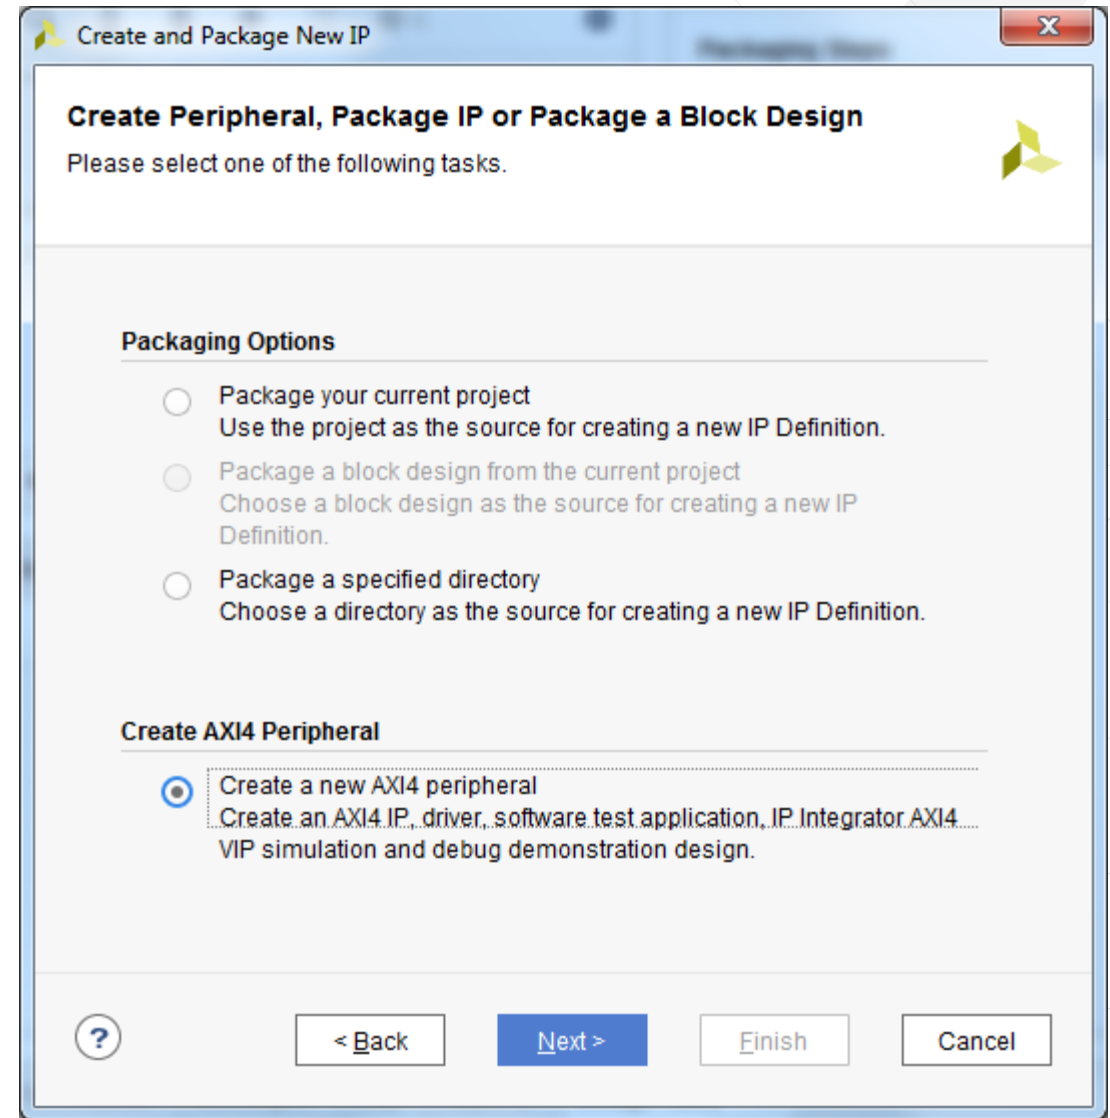 Create and Package New IP
Packaging Steps
Create Peripheral, Package IP or Package a Block Design
Please select one of the following tasks.
Packaging Options
Package your current project
Use the project as the source for creating a new IP Definition.
Package a block design from the current project
Choose a block design as the source for creating a new IP
Definition.
Package a specified directory
Choose a directory as the source for creating a new IP Definition.
Create AXI4 Peripheral
Create a new AXI4 peripheral
Create an AXI4 IP, driver, software test application, IP Integrator AXI4
VIP simulation and debug demonstration design.
?
< Back
Next >
Finish
Cancel